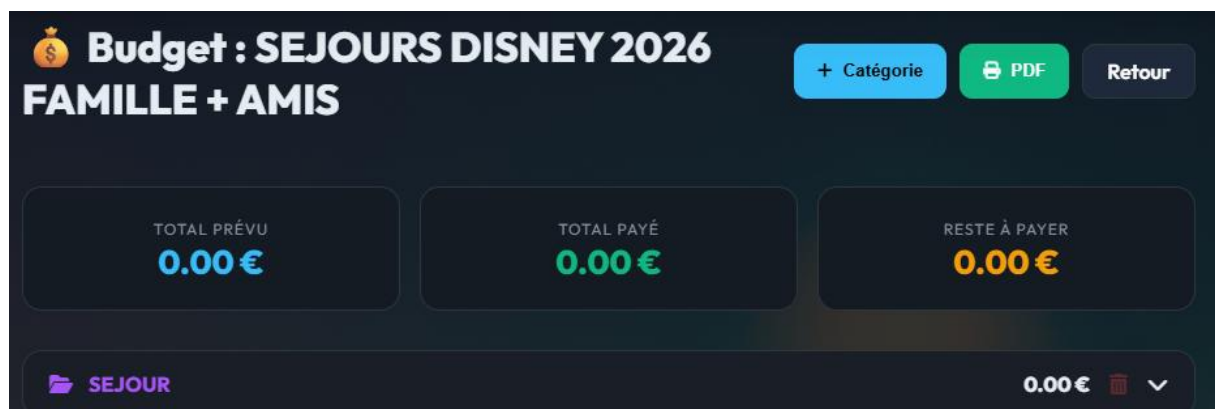 Budget : SEJOURS DISNEY 2026
FAMILLE + AMIS
+ Catégorie
PDF
Retour
TOTAL PRÉVU
0.00 €
TOTAL PAYÉ
0.00 €
RESTE À PAYER
0.00 €
SEJOUR
0.00 €